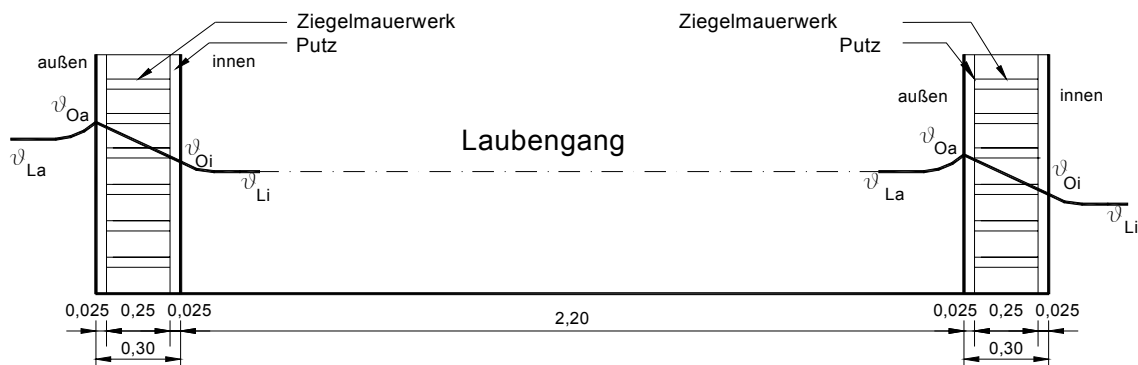 Ziegelmauerwerk Ziegelmauerwerk
Putz Putz
außen innen
außen innen
ϑOa ϑOa
Laubengang
ϑLa ϑOi ϑLi ϑLa ϑOi ϑLi
0,025 0,25 0,025 2,20 0,025 0,25 0,025
0,30 0,30